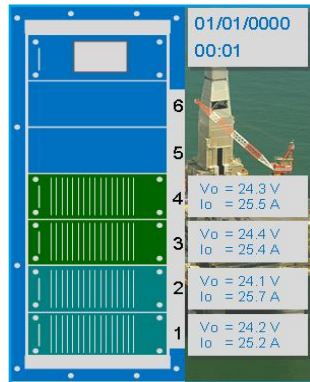 01/01/0000
00:01
6
5
4
Vo = 24.3 V
Io = 25.5 A
3
Vo = 24.4 V
Io = 25.4 A
2
Vo = 24.1 V
Io = 25.7 A
1
Vo = 24.2 V
Io = 25.2 A